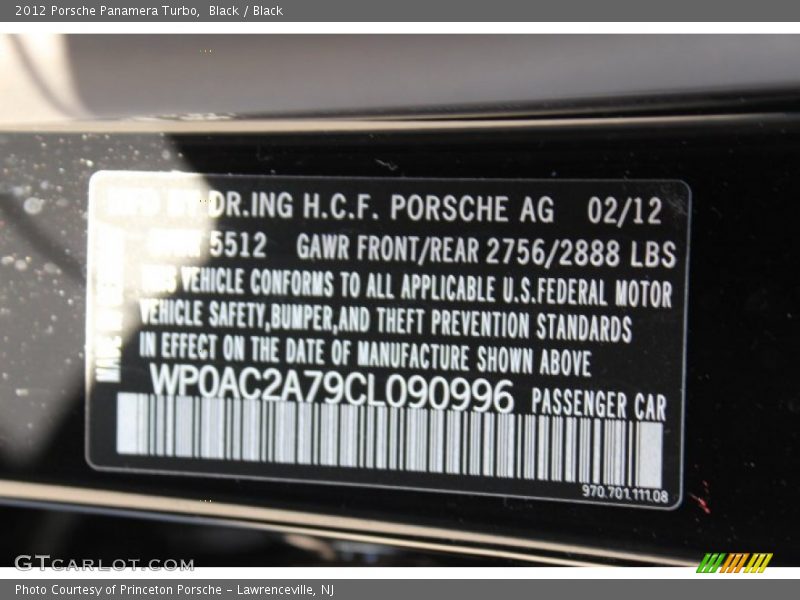 2012 Porsche Panamera Turbo,  Black / Black
DR.ING H.C.F. PORSCHE AG 02/12
5512 GAWR FRONT/REAR 2756/2888 LBS
VEHICLE CONFORMS TO ALL APPLICABLE U.S.FEDERAL MOTOR
VEHICLE SAFETY,BUMPER,AND THEFT PREVENTION STANDARDS
IN EFFECT ON THE DATE OF MANUFACTURE SHOWN ABOVE
WP0AC2A79CL090996 PASSENGER CAR
970.701.111.08
GTCARLOT.COM
Photo Courtesy of Princeton Porsche - Lawrenceville, NJ